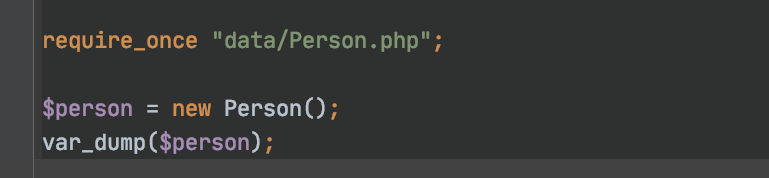 require_once "data/Person.php";
$person = new Person();
var_dump($person);